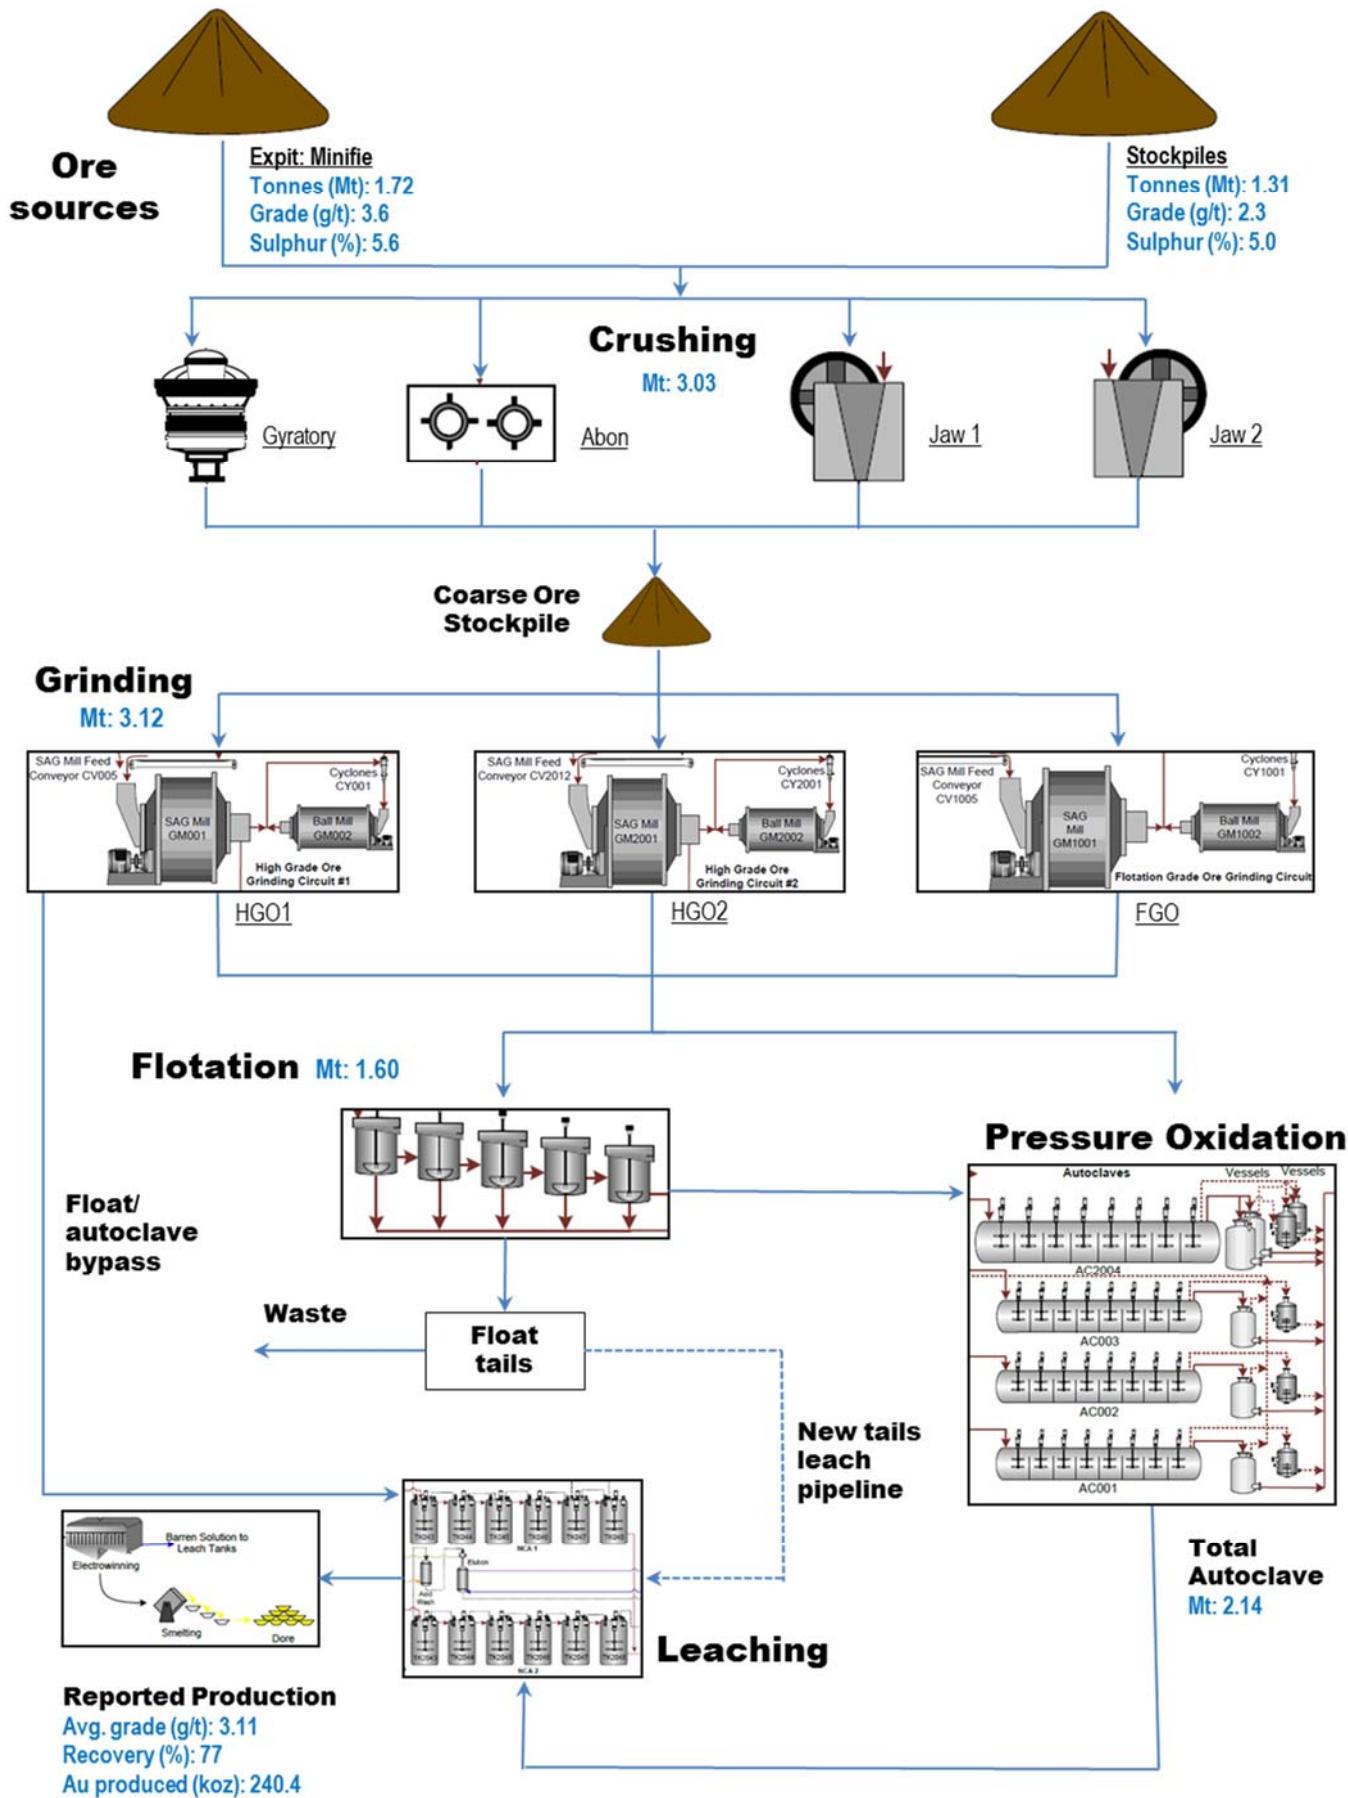 Ore
sources
Expit: Minifie
Tonnes (Mt): 1.72
Grade (g/t): 3.6
Sulphur (%): 5.6
Stockpiles
Tonnes (Mt): 1.31
Grade (g/t): 2.3
Sulphur (%): 5.0
Crushing
Mt: 3.03
Gyratory
Abon
Jaw 1
Jaw 2
Coarse Ore
Stockpile
Grinding
Mt: 3.12
SAG Mill Feed
Conveyor CV005
Cyclones
CY001
SAG Mill
GM001
Ball Mill
GM002
High Grade Ore
Grinding Circuit #1
HGO1
SAG Mill Feed
Conveyor CV2012
Cyclones
CY2001
SAG Mill
GM2001
Ball Mill
GM2002
High Grade Ore
Grinding Circuit #2
HGO2
SAG Mill Feed
Conveyor
CV1005
Cyclones
CY1001
SAG
Mill
GM1001
Ball Mill
GM1002
Flotation Grade Ore Grinding Circuit
FGO
Flotation Mt: 1.60
Pressure Oxidation
Autoclaves
Vessels
Vessels
AC2004
AC003
AC002
AC001
Float/
autoclave
bypass
Waste
Float
tails
New tails
leach
pipeline
Total
Autoclave
Mt: 2.14
Barren Solution to
Leach Tanks
Electrowinning
Smelting
Dore
NCA 1
Elution
Acid
Wash
NCA 2
Leaching
Reported Production
Avg. grade (g/t): 3.11
Recovery (%): 77
Au produced (koz): 240.4